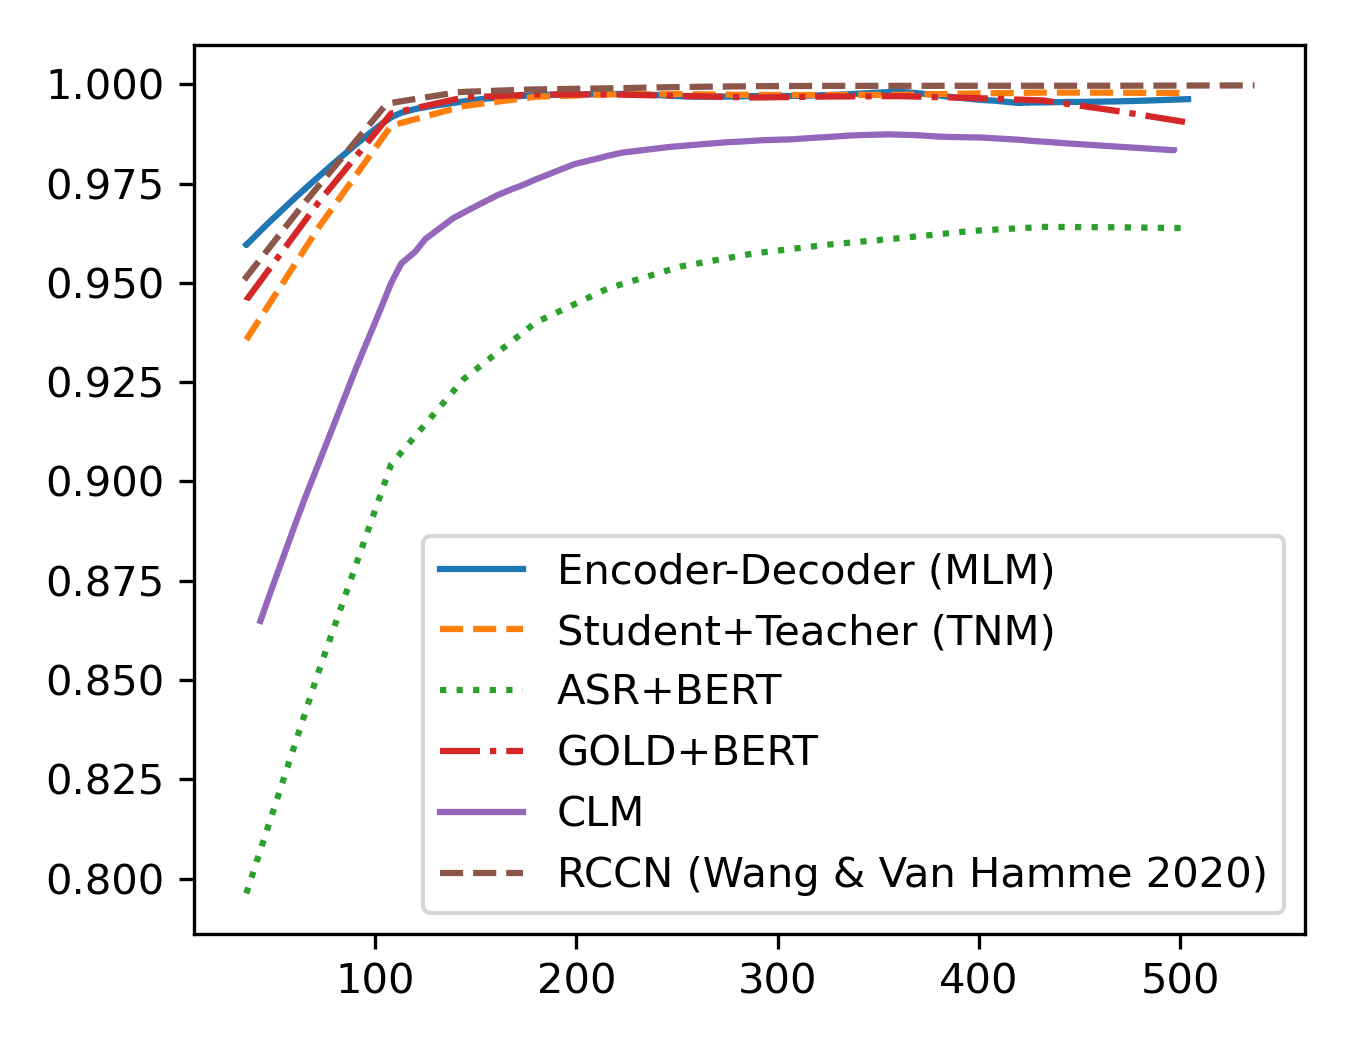 1.000
0.975
0.950
0.925
0.900
0.875
0.850
0.825
0.800
Encoder-Decoder (MLM)
Student+Teacher (TNM)
ASR+BERT
GOLD+BERT
CLM
RCCN (Wang & Van Hamme 2020)
100 200 300 400 500